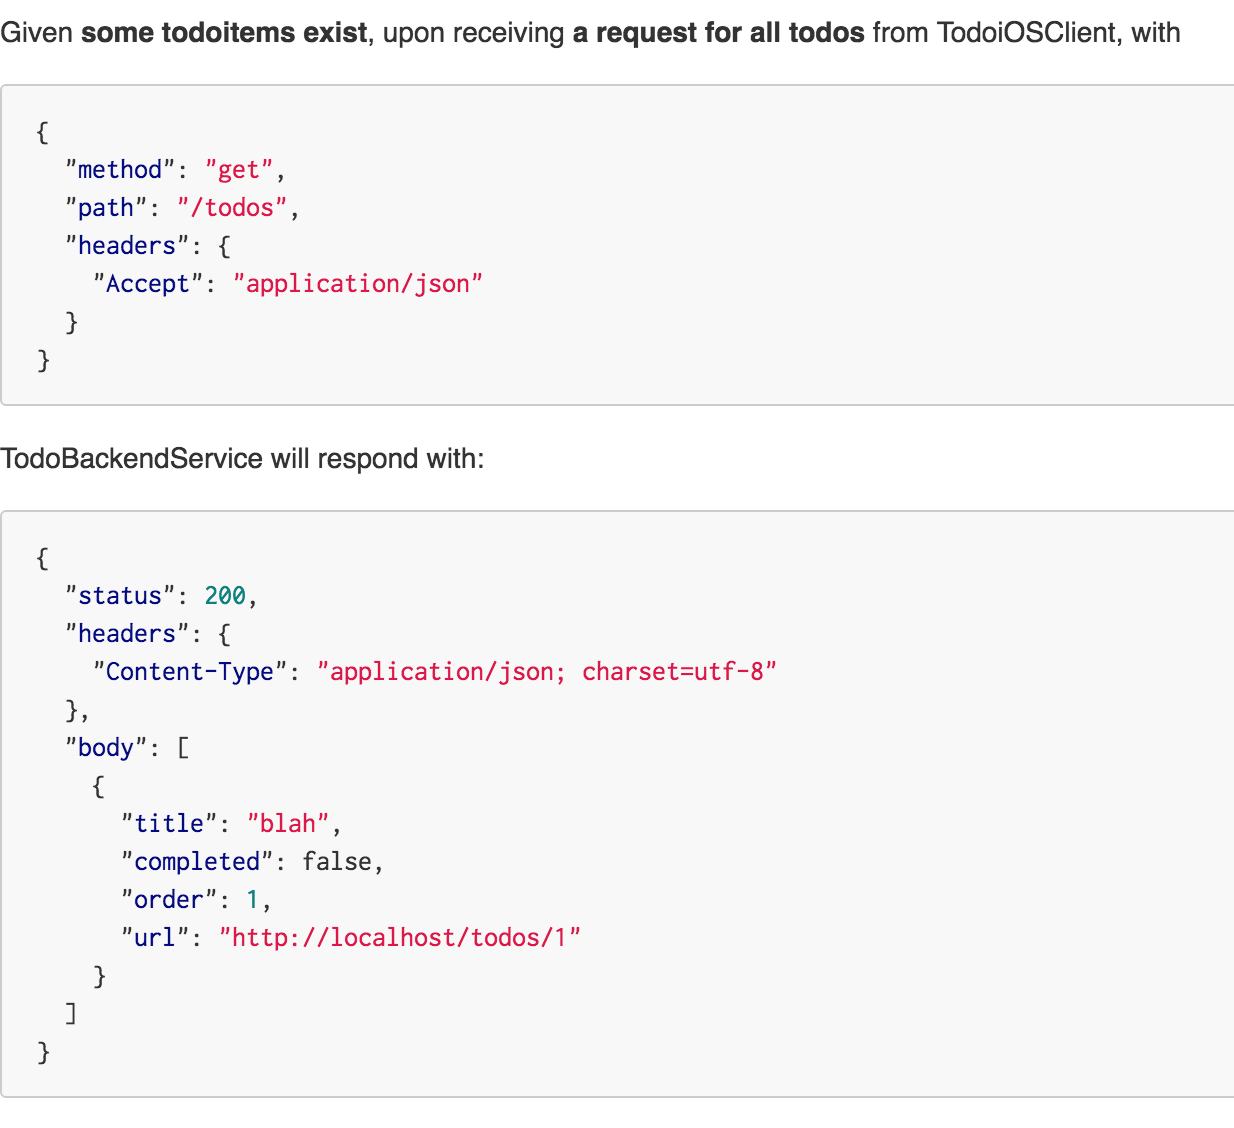 Given some todoitems exist, upon receiving a request for all todos from TodoiOSClient, with
{
  "method": "get",
  "path": "/todos",
  "headers": {
    "Accept": "application/json"
  }
}
TodoBackendService will respond with:
{
  "status": 200,
  "headers": {
    "Content-Type": "application/json; charset=utf-8"
  },
  "body": [
    {
      "title": "blah",
      "completed": false,
      "order": 1,
      "url": "http://localhost/todos/1"
    }
  ]
}